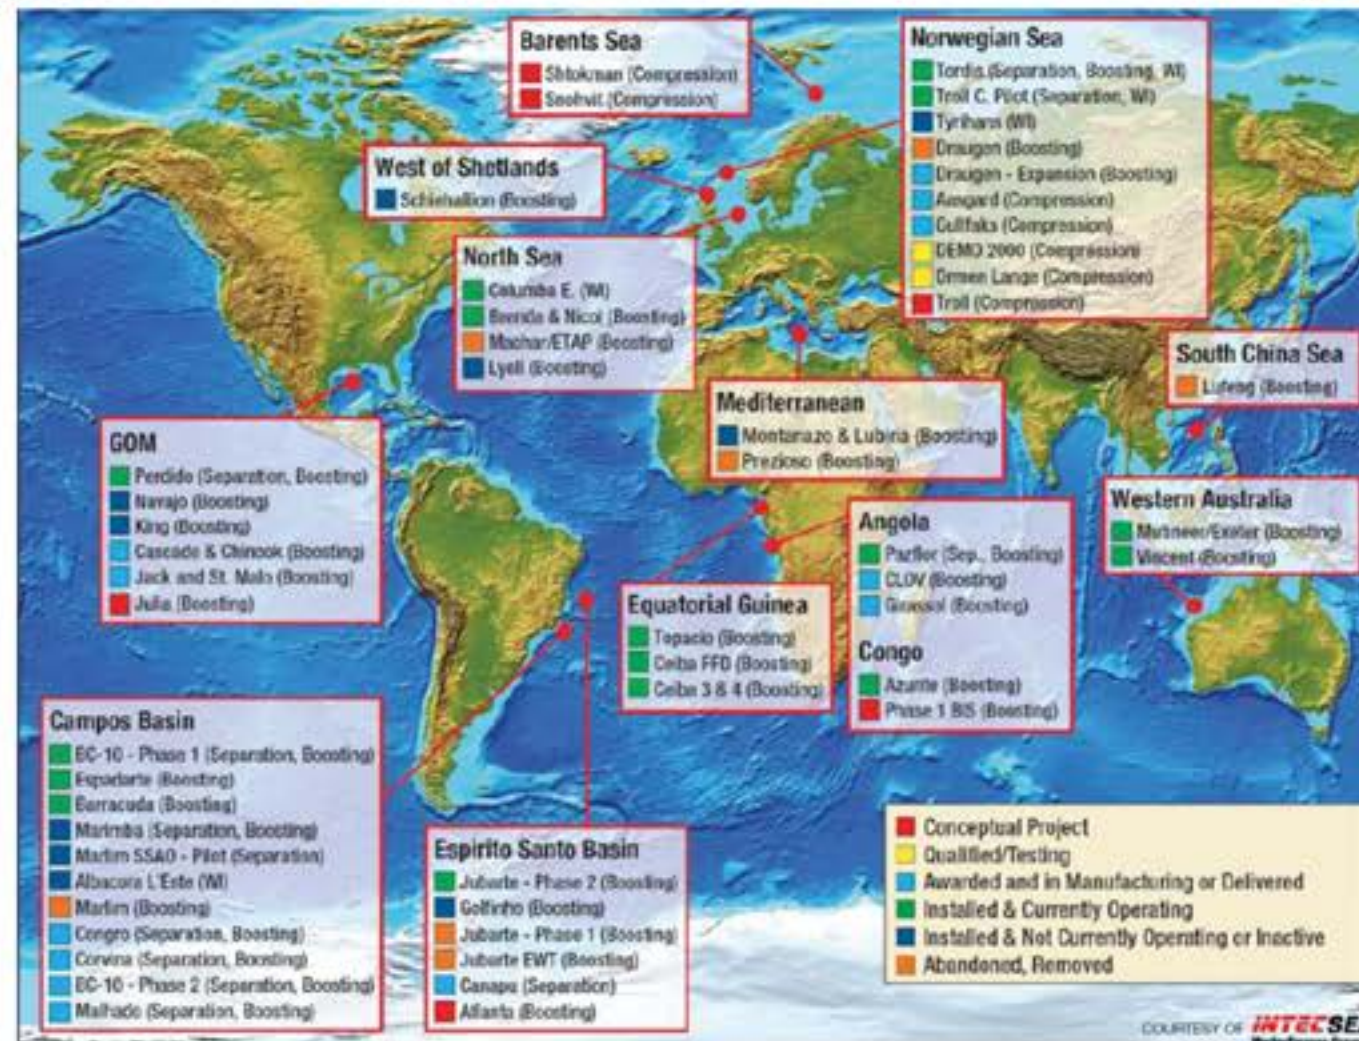 Barents Sea
Shtokman (Compression)
Snohvit (Compression)
Norwegian Sea
Tordis (Separation, Boosting, WI)
Troll C. Pilot (Separation, WI)
Tyrihans (WI)
Draugen (Boosting)
Draugen - Expansion (Boosting)
Aasgard (Compression)
Gullfaks (Compression)
DEMO 2000 (Compression)
Ormen Lange (Compression)
Troll (Compression)
West of Shetlands
Schiehallion (Boosting)
North Sea
Columba E. (WI)
Brenda & Nicol (Boosting)
Machar/ETAP (Boosting)
Lyell (Boosting)
South China Sea
Lufeng (Boosting)
Mediterranean
Montanazo & Lubina (Boosting)
Prezioso (Boosting)
GOM
Perdido (Separation, Boosting)
Navajo (Boosting)
King (Boosting)
Cascade & Chinook (Boosting)
Jack and St. Malo (Boosting)
Julia (Boosting)
Western Australia
Mutineer/Exeter (Boosting)
Vincent (Boosting)
Angola
Pazflor (Sep., Boosting)
CLOV (Boosting)
Girassol (Boosting)
Congo
Azurite (Boosting)
Phase 1 BIS (Boosting)
Equatorial Guinea
Topacio (Boosting)
Ceiba FFD (Boosting)
Ceiba 3 & 4 (Boosting)
Campos Basin
BC-10 - Phase 1 (Separation, Boosting)
Espadarte (Boosting)
Barracuda (Boosting)
Marimba (Separation, Boosting)
Marlim SSAO - Pilot (Separation)
Albacora L'Este (WI)
Marlim (Boosting)
Congro (Separation, Boosting)
Corvina (Separation, Boosting)
BC-10 - Phase 2 (Separation, Boosting)
Malhado (Separation, Boosting)
Espirito Santo Basin
Jubarte - Phase 2 (Boosting)
Golfinho (Boosting)
Jubarte - Phase 1 (Boosting)
Jubarte EWT (Boosting)
Canapu (Separation)
Atlanta (Boosting)
Conceptual Project
Qualified/Testing
Awarded and in Manufacturing or Delivered
Installed & Currently Operating
Installed & Not Currently Operating or Inactive
Abandoned, Removed
COURTESY OF INTECSE